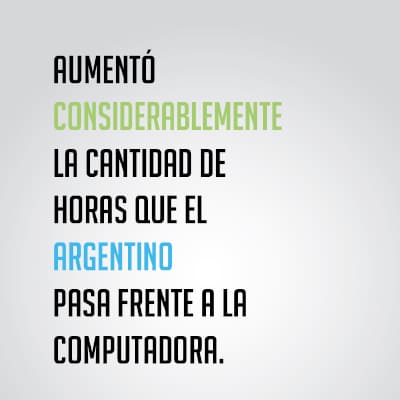 AUMENTÓ
CONSIDERABLEMENTE
LA CANTIDAD DE
HORAS QUE EL
ARGENTINO
PASA FRENTE A LA
COMPUTADORA.